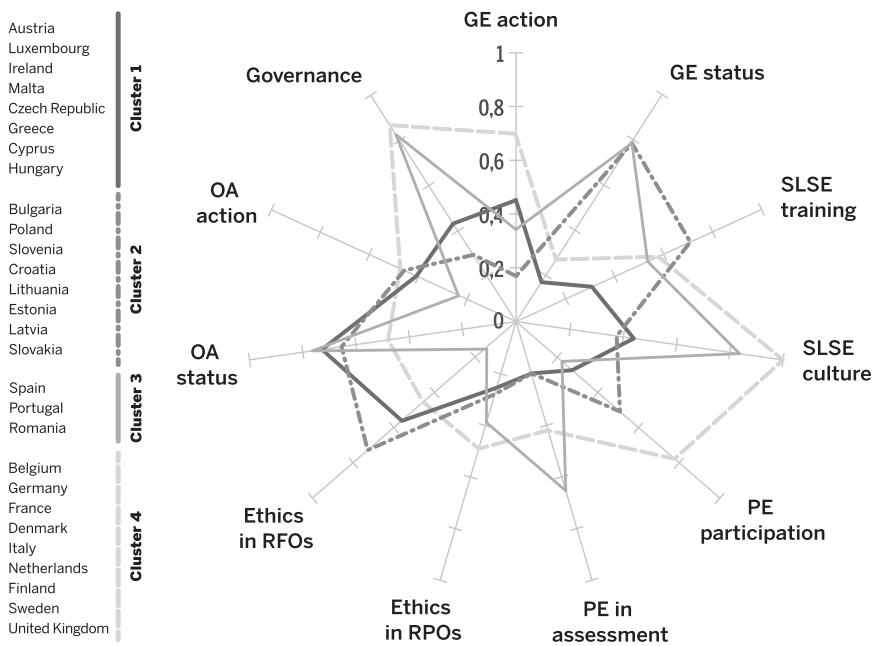 Austria
Luxembourg
Ireland
Malta
Czech Republic
Greece
Cyprus
Hungary
Cluster 1
Bulgaria
Poland
Slovenia
Croatia
Lithuania
Estonia
Latvia
Slovakia
Cluster 2
Spain
Portugal
Romania
Cluster 3
Belgium
Germany
France
Denmark
Italy
Netherlands
Finland
Sweden
United Kingdom
Cluster 4
GE action
GE status
SLSE
training
SLSE
culture
PE
participation
PE in
assessment
Ethics
in RPOs
Ethics
in RFOs
OA
status
OA
action
Governance
1
0,8
0,6
0,4
0,2
0